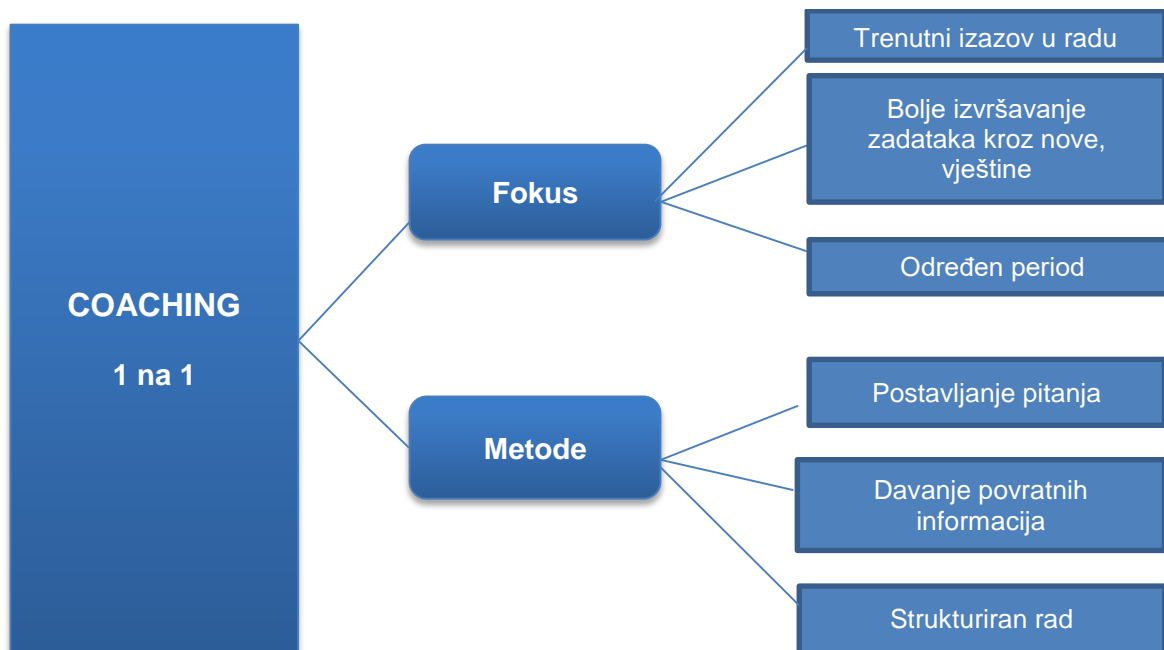 COACHING
1 na 1
Fokus
Trenutni izazov u radu
Bolje izvršavanje
zadataka kroz nove,
vještine
Određen period
Metode
Postavljanje pitanja
Davanje povratnih
informacija
Strukturiran rad